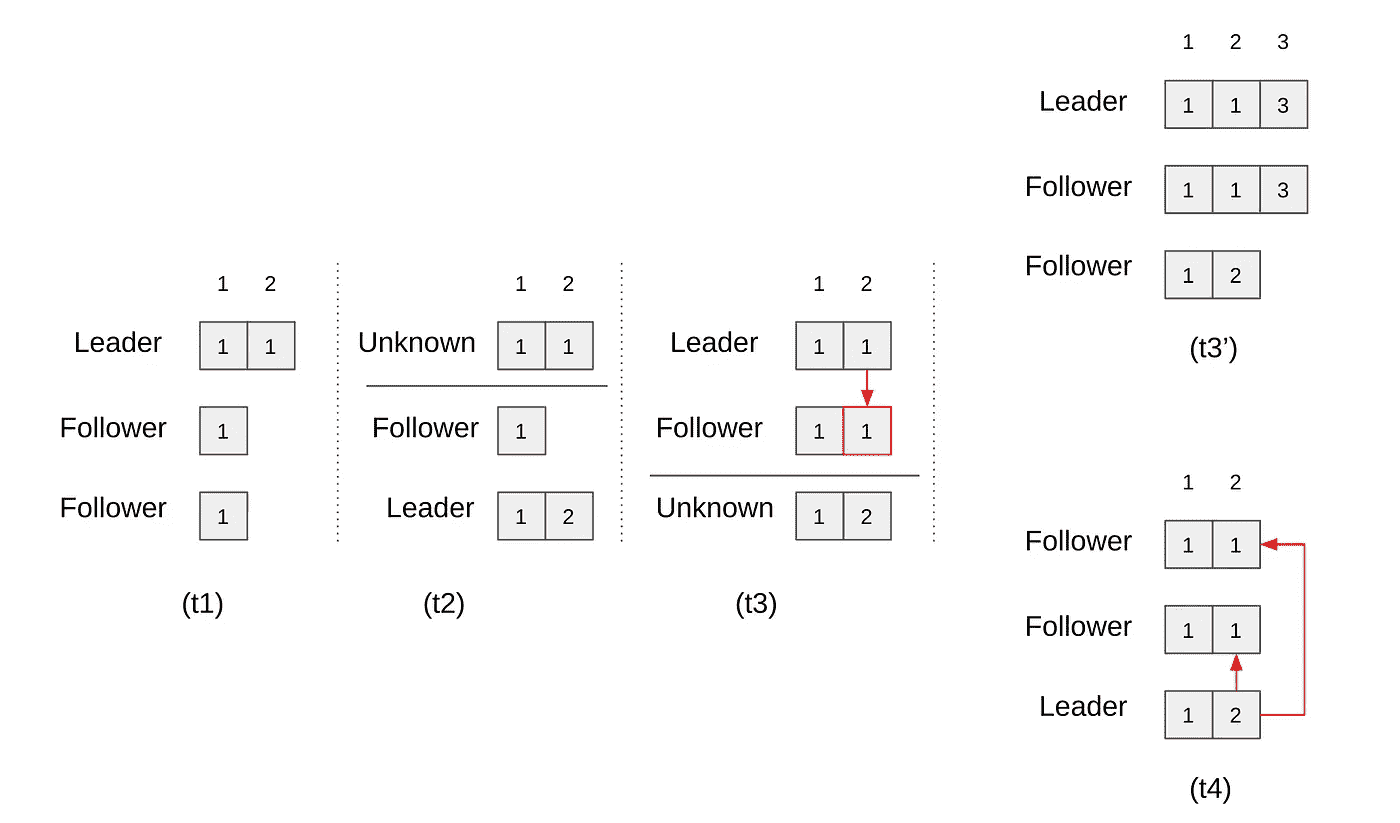 1 2
Leader 1 1
Follower 1
Follower 1
(t1)
1 2
Unknown 1 1
Follower 1
Leader 1 2
(t2)
1 2
Leader 1 1
Follower 1 1
Unknown 1 2
(t3)
1 2 3
Leader 1 1 3
Follower 1 1 3
Follower 1 2
(t3’)
1 2
Follower 1 1
Follower 1 1
Leader 1 2
(t4)